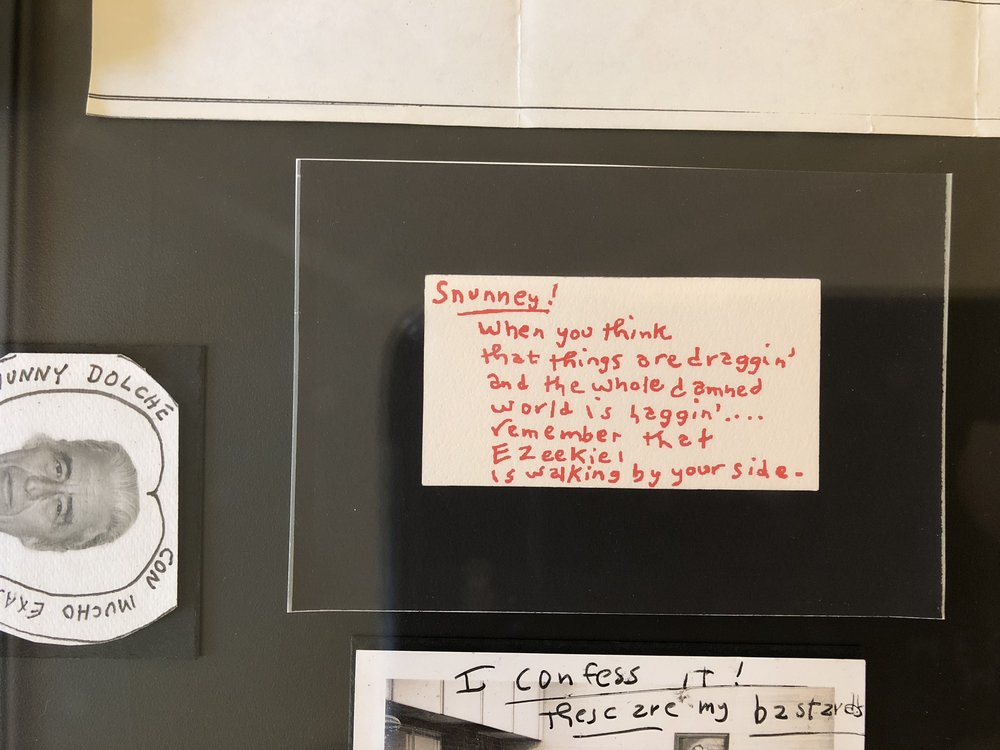 Snunney!
when you think
that things are draggin'
and the whole damned
world is haggin'....
remember that
EZeekiel
is walking by your side-
UNNY DOLCHE
CON MUCHO EXA
I confess IT!
these are my bastards